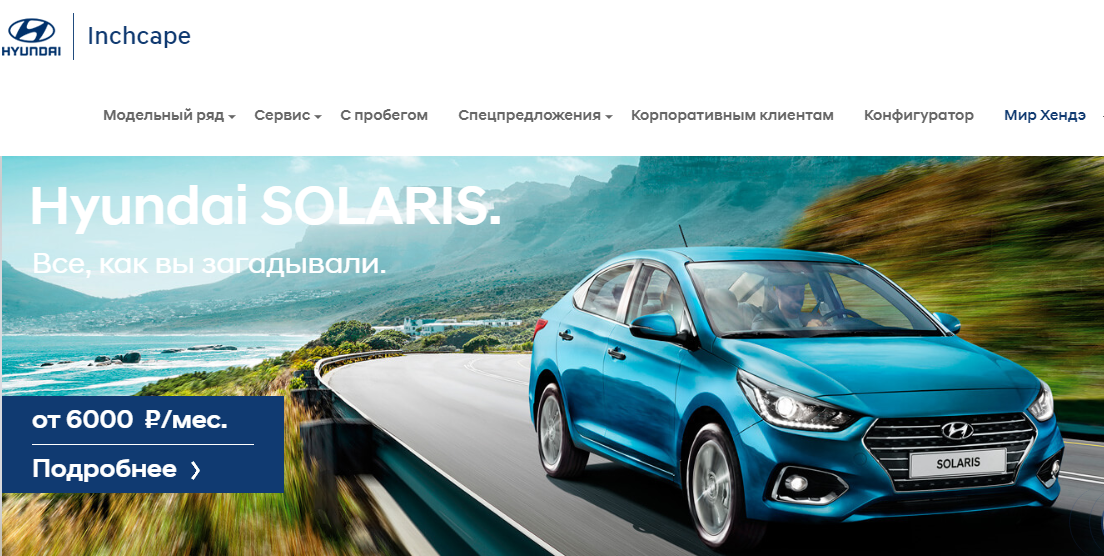 HYUNDAI
Inchcape
Модельный ряд Сервис С пробегом Спецпредложения Корпоративным клиентам Конфигуратор Мир Хендэ
Hyundai SOLARIS.
Все, как вы загадывали.
от 6000 ₽/мес.
Подробнее
SOLARIS